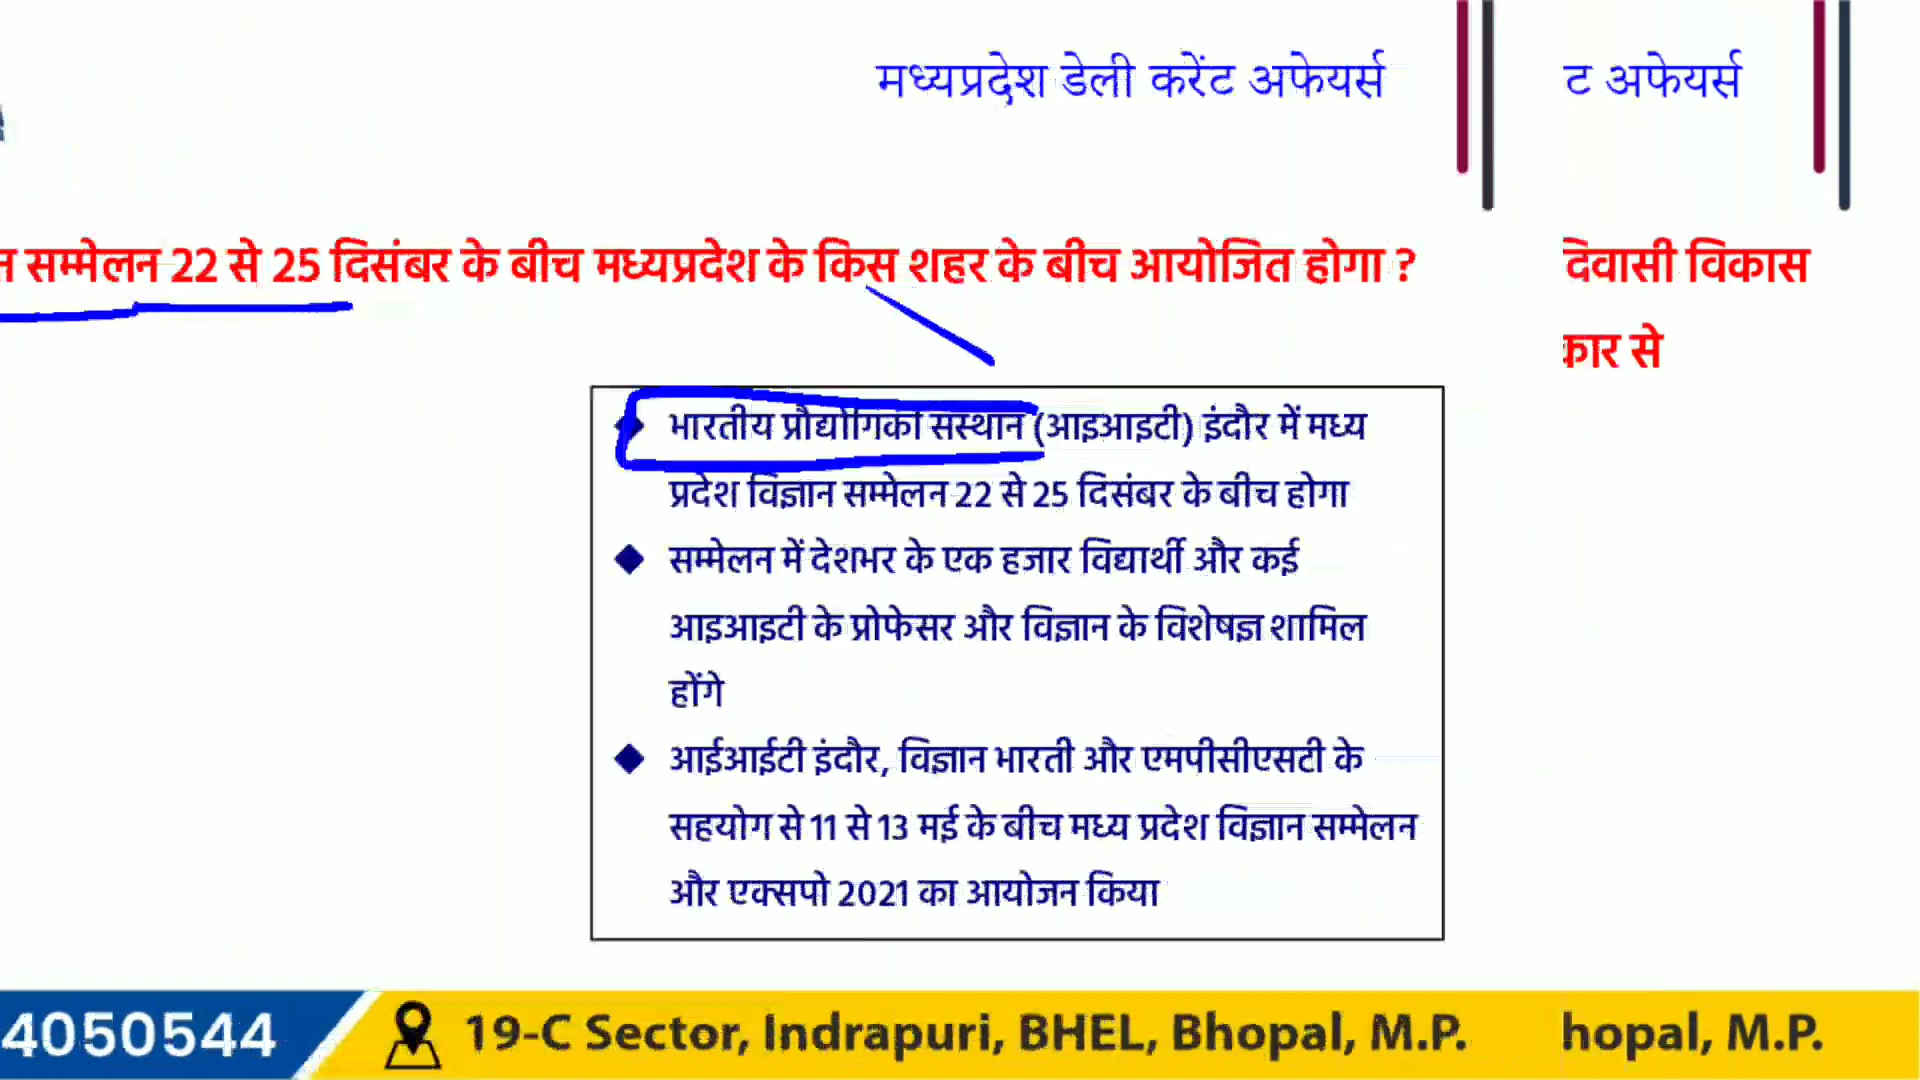 मध्यप्रदेश डेली करेंट अफेयर्स
ट अफेयर्स
सम्मेलन 22 से 25 दिसंबर के बीच मध्यप्रदेश के किस शहर के बीच आयोजित होगा ?
दिवासी विकास
कार से
भारतीय प्रौद्योगिकी संस्थान (आइआइटी) इंदौर में मध्य
प्रदेश विज्ञान सम्मेलन 22 से 25 दिसंबर के बीच होगा
सम्मेलन में देशभर के एक हजार विद्यार्थी और कई
आइआइटी के प्रोफेसर और विज्ञान के विशेषज्ञ शामिल
होंगे
आईआईटी इंदौर, विज्ञान भारती और एमपीसीएसटी के
सहयोग से 11 से 13 मई के बीच मध्य प्रदेश विज्ञान सम्मेलन
और एक्सपो 2021 का आयोजन किया
4050544
19-C Sector, Indrapuri, BHEL, Bhopal, M.P.
hopal, M.P.